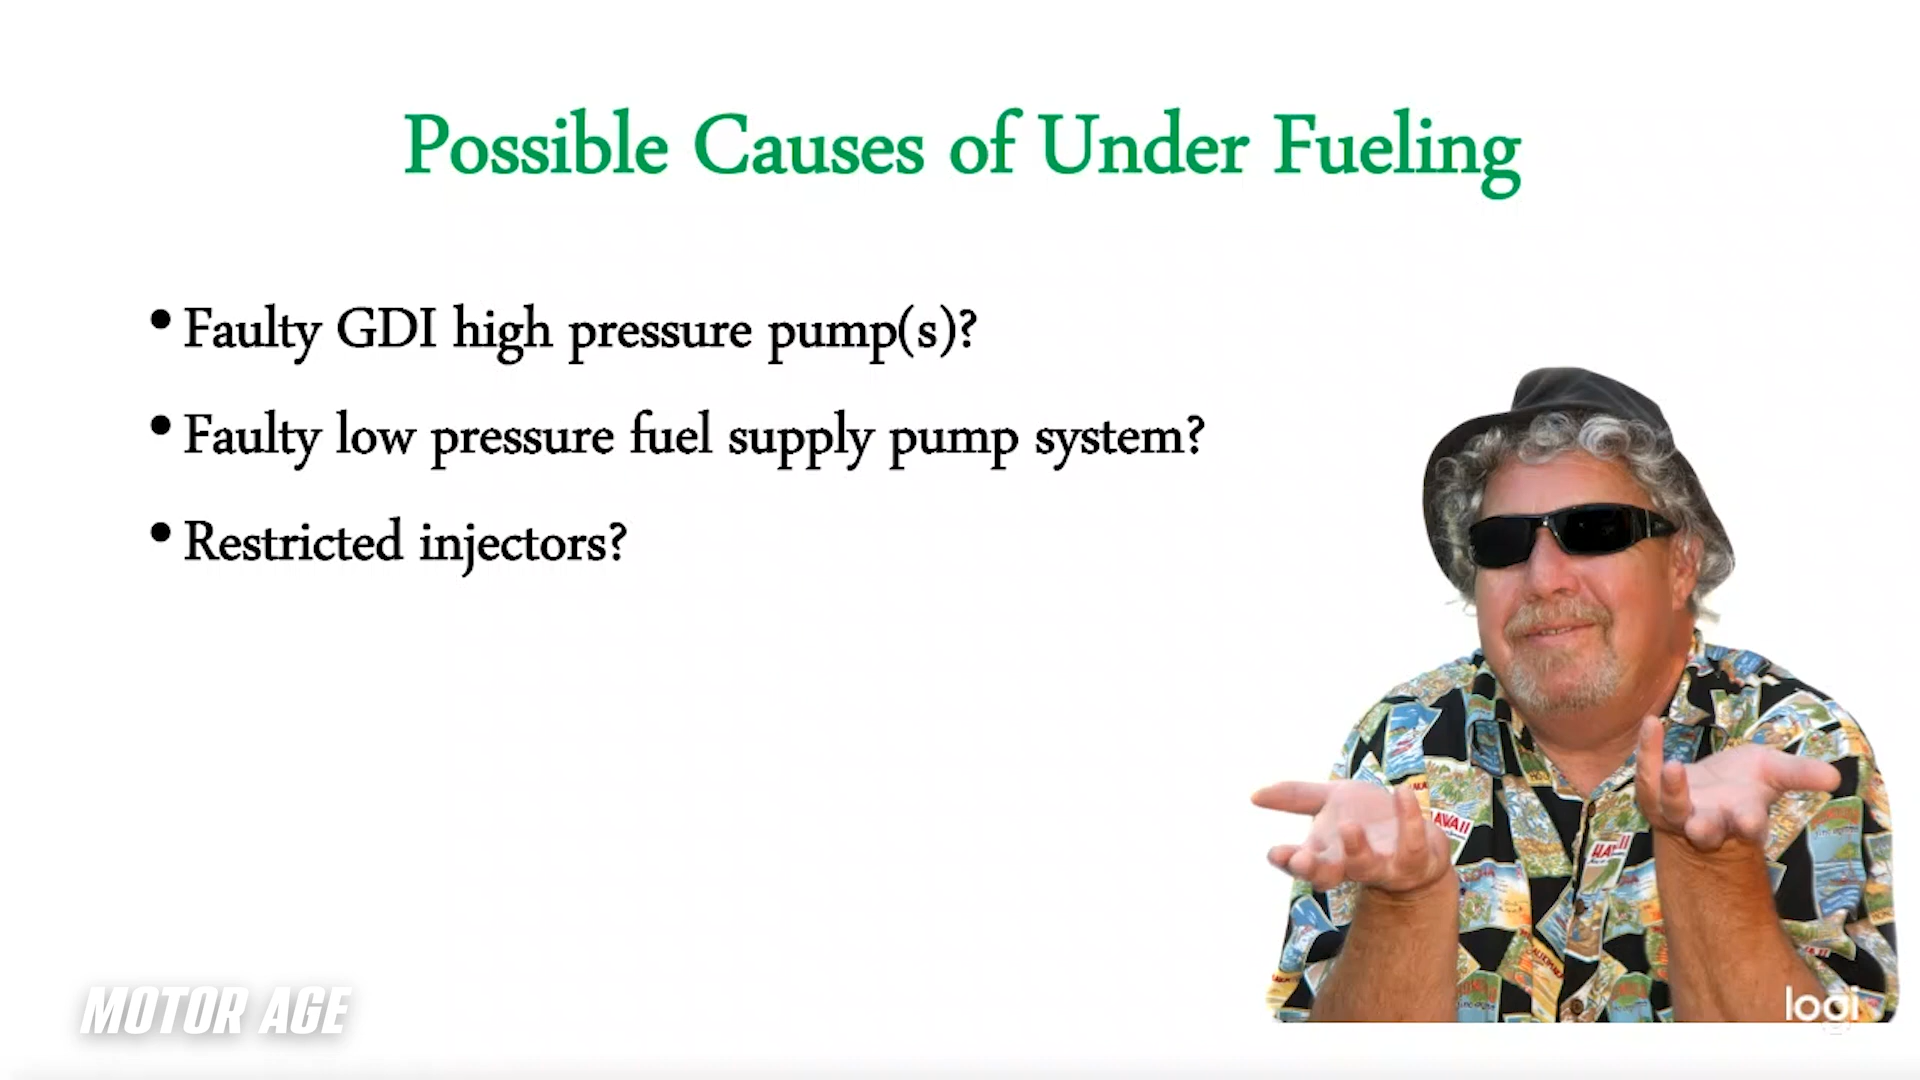 Possible Causes of Under Fueling
• Faulty GDI high pressure pump(s)?
• Faulty low pressure fuel supply pump system?
• Restricted injectors?
HAWAII
MOTOR AGE
logi